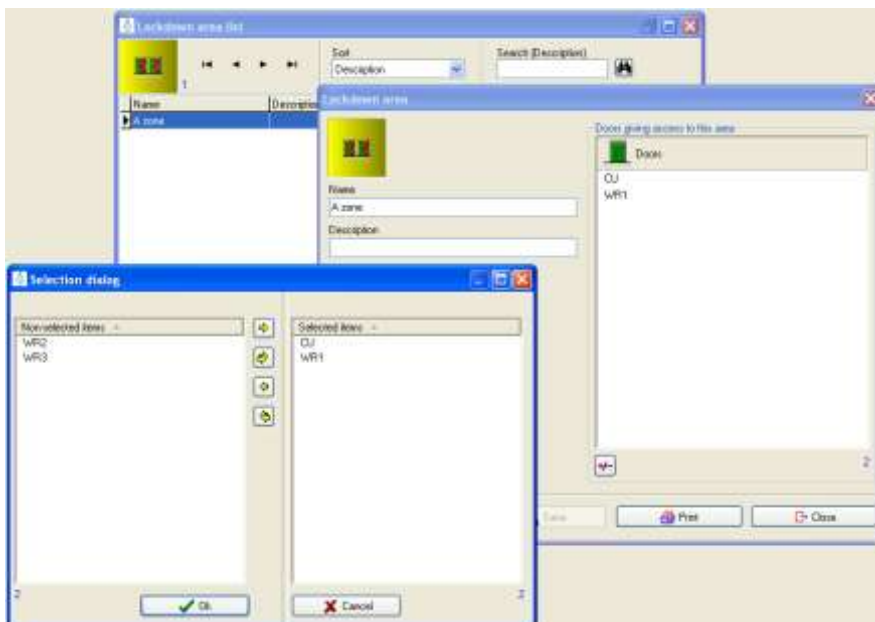 Lockdown area list
Sort
Description
Search (Description)
1
Name
Description
A zone
Lockdown area
Name
A zone
Description
Doors giving access to this area
Doors
CU
WR1
+/-
2
Save
Print
Close
Selection dialog
Non-selected items
WR2
WR3
Selected items
CU
WR1
2
2
Ok
Cancel